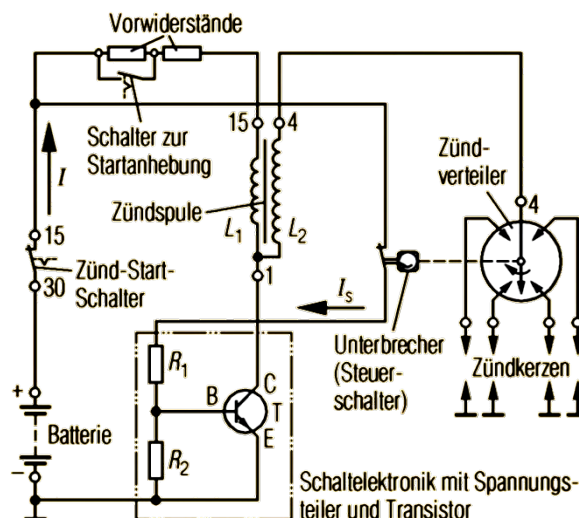 Vorwiderstände
15
4
Schalter zur
Startanhebung
Zünd-
verteiler
I
Zündspule
L1
L2
4
15
Zünd-Start-
Schalter
30
1
Is
Unterbrecher
(Steuer-
schalter)
Zündkerzen
R1
C
B
T
E
+
Batterie
–
R2
Schaltelektronik mit Spannungs-
teiler und Transistor